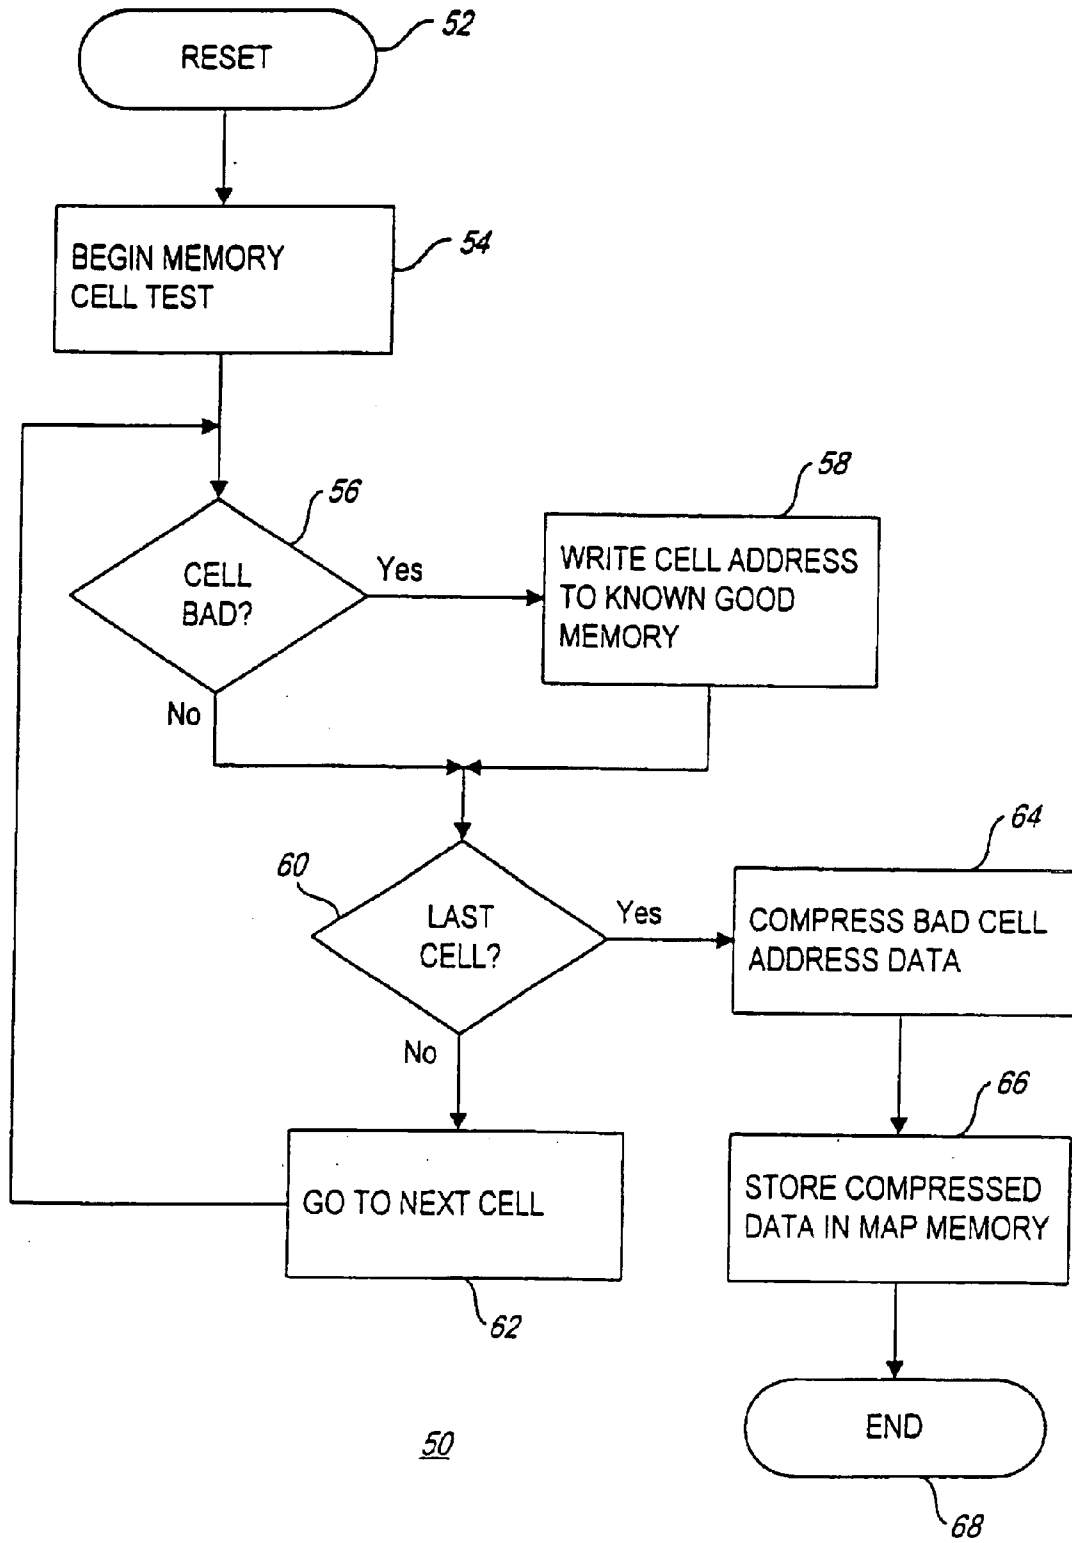 RESET
52
BEGIN MEMORY
CELL TEST
54
CELL
BAD?
56
Yes
No
WRITE CELL ADDRESS
TO KNOWN GOOD
MEMORY
58
LAST
CELL?
60
Yes
No
COMPRESS BAD CELL
ADDRESS DATA
64
GO TO NEXT CELL
62
STORE COMPRESSED
DATA IN MAP MEMORY
66
END
68
50